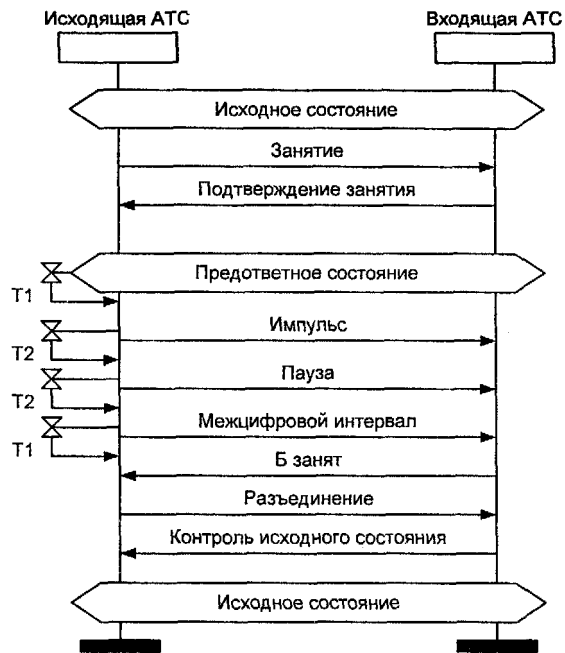 Исходящая АТС
Входящая АТС
Исходное состояние
Занятие
Подтверждение занятия
Предответное состояние
T1
Импульс
T2
Пауза
T2
Межцифровой интервал
T1
Б занят
Разъединение
Контроль исходного состояния
Исходное состояние